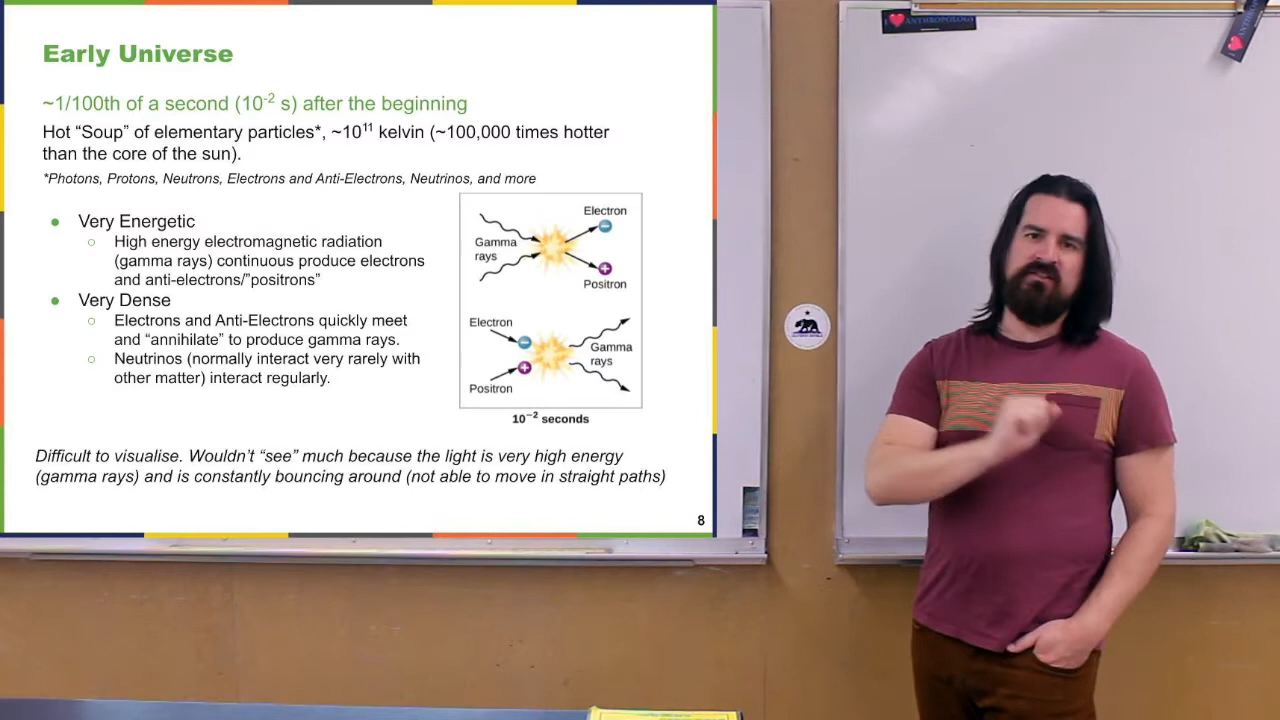 Early Universe
~1/100th of a second (10⁻² s) after the beginning
Hot “Soup” of elementary particles*, ~10¹¹ kelvin (~100,000 times hotter
than the core of the sun).
*Photons, Protons, Neutrons, Electrons and Anti-Electrons, Neutrinos, and more
● Very Energetic
○ High energy electromagnetic radiation
(gamma rays) continuous produce electrons
and anti-electrons/”positrons”
● Very Dense
○ Electrons and Anti-Electrons quickly meet
and “annihilate” to produce gamma rays.
○ Neutrinos (normally interact very rarely with
other matter) interact regularly.
Electron
Gamma
rays
Positron
Electron
Gamma
rays
Positron
10⁻² seconds
Difficult to visualise. Wouldn’t “see” much because the light is very high energy
(gamma rays) and is constantly bouncing around (not able to move in straight paths)
8
I ❤ ANTHROPOLOGY